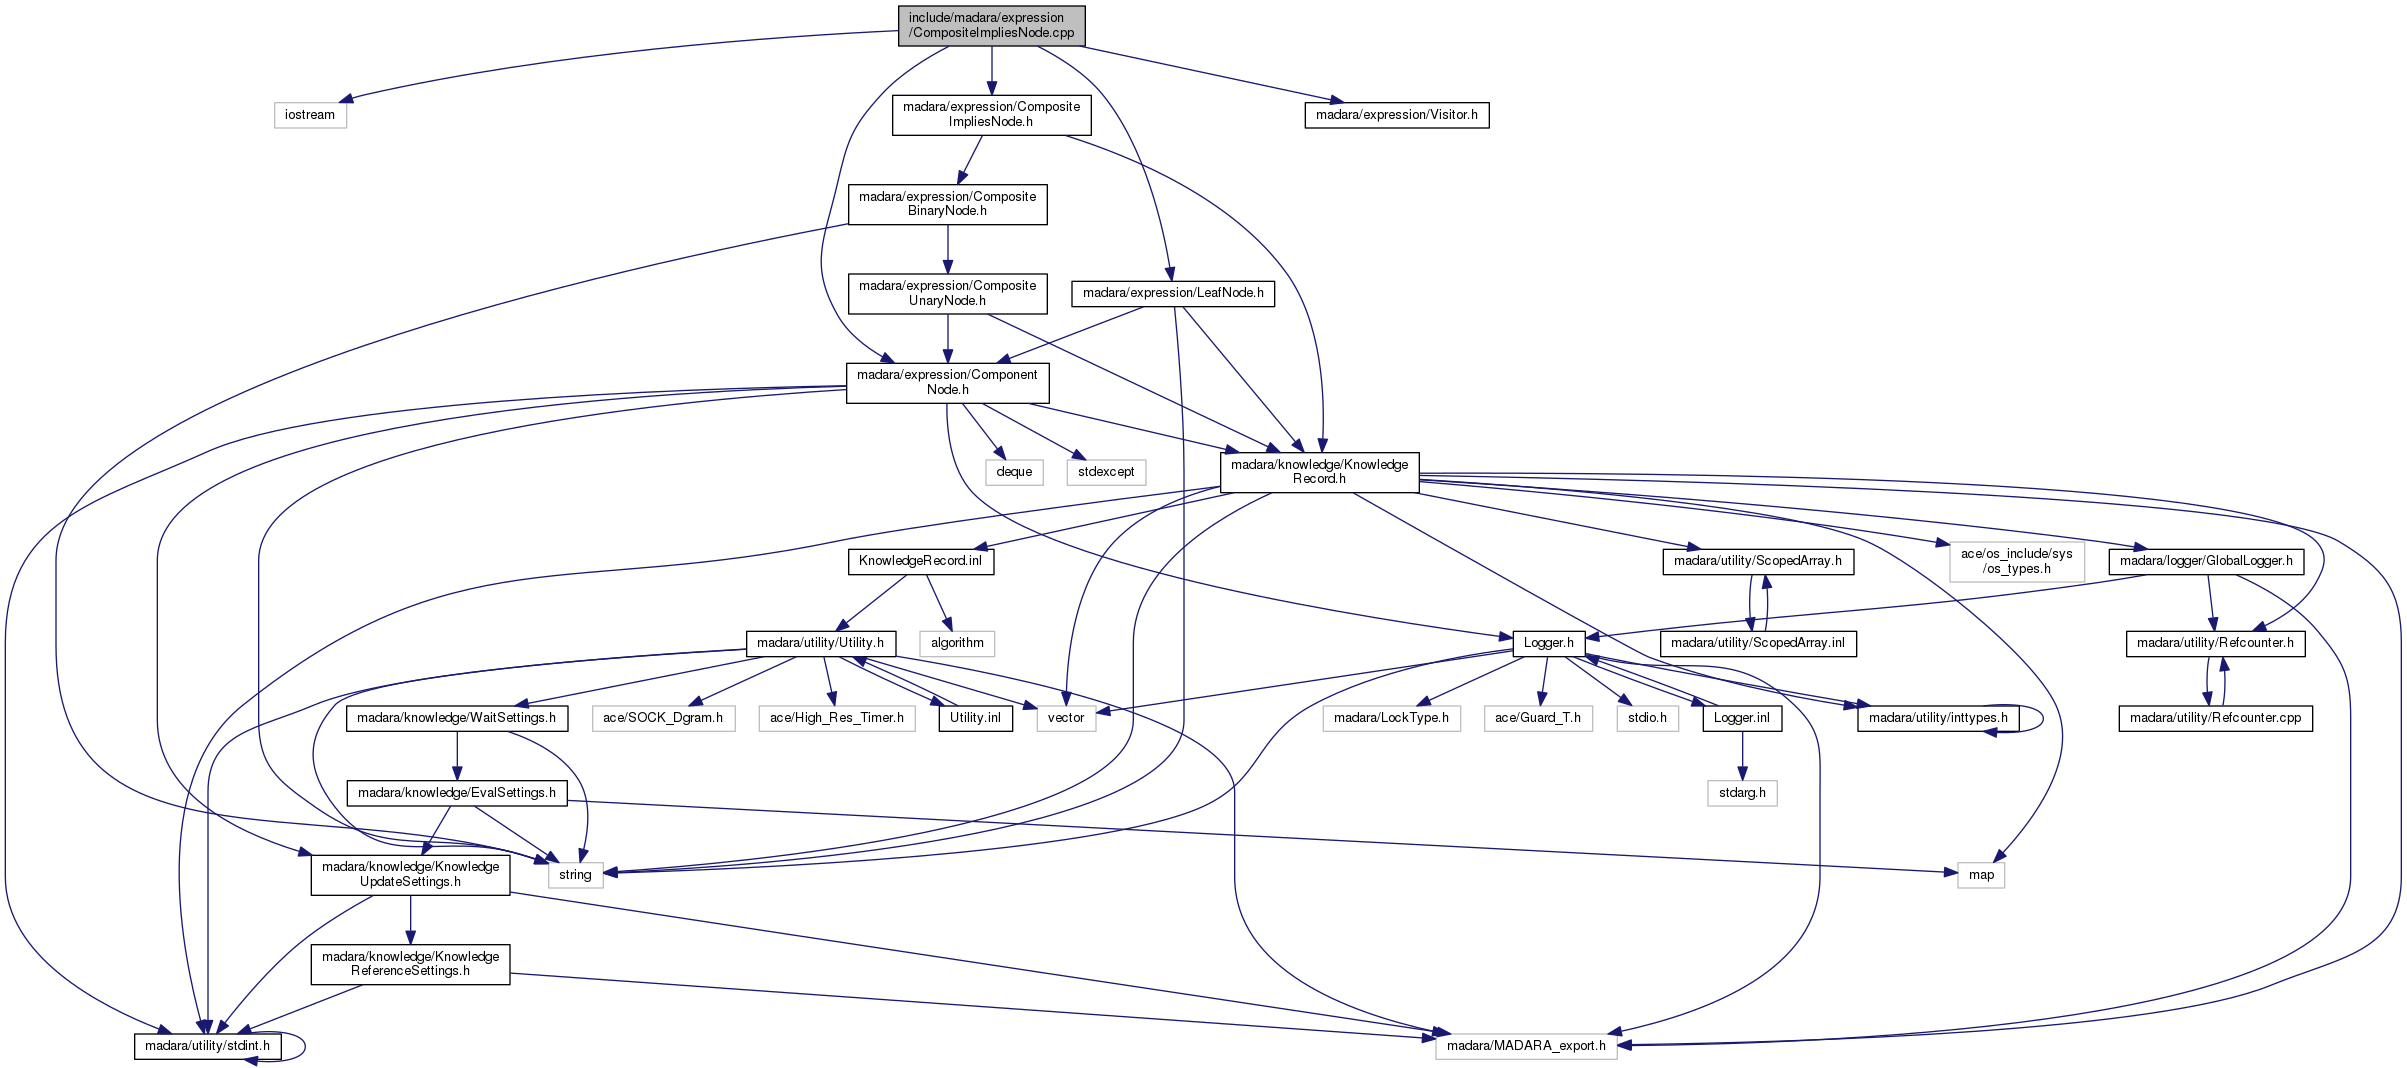 include/madara/expression
/CompositeImpliesNode.cpp
iostream
madara/expression/Composite
ImpliesNode.h
madara/expression/Visitor.h
madara/expression/Composite
BinaryNode.h
madara/expression/Composite
UnaryNode.h
madara/expression/LeafNode.h
madara/expression/Component
Node.h
deque
stdexcept
madara/knowledge/Knowledge
Record.h
KnowledgeRecord.inl
madara/utility/ScopedArray.h
ace/os_include/sys
/os_types.h
madara/logger/GlobalLogger.h
madara/utility/Utility.h
algorithm
Logger.h
madara/utility/ScopedArray.inl
madara/utility/Refcounter.h
madara/knowledge/WaitSettings.h
ace/SOCK_Dgram.h
ace/High_Res_Timer.h
Utility.inl
vector
madara/LockType.h
ace/Guard_T.h
stdio.h
Logger.inl
madara/utility/inttypes.h
madara/utility/Refcounter.cpp
madara/knowledge/EvalSettings.h
stdarg.h
madara/knowledge/Knowledge
UpdateSettings.h
string
map
madara/knowledge/Knowledge
ReferenceSettings.h
madara/utility/stdint.h
madara/MADARA_export.h